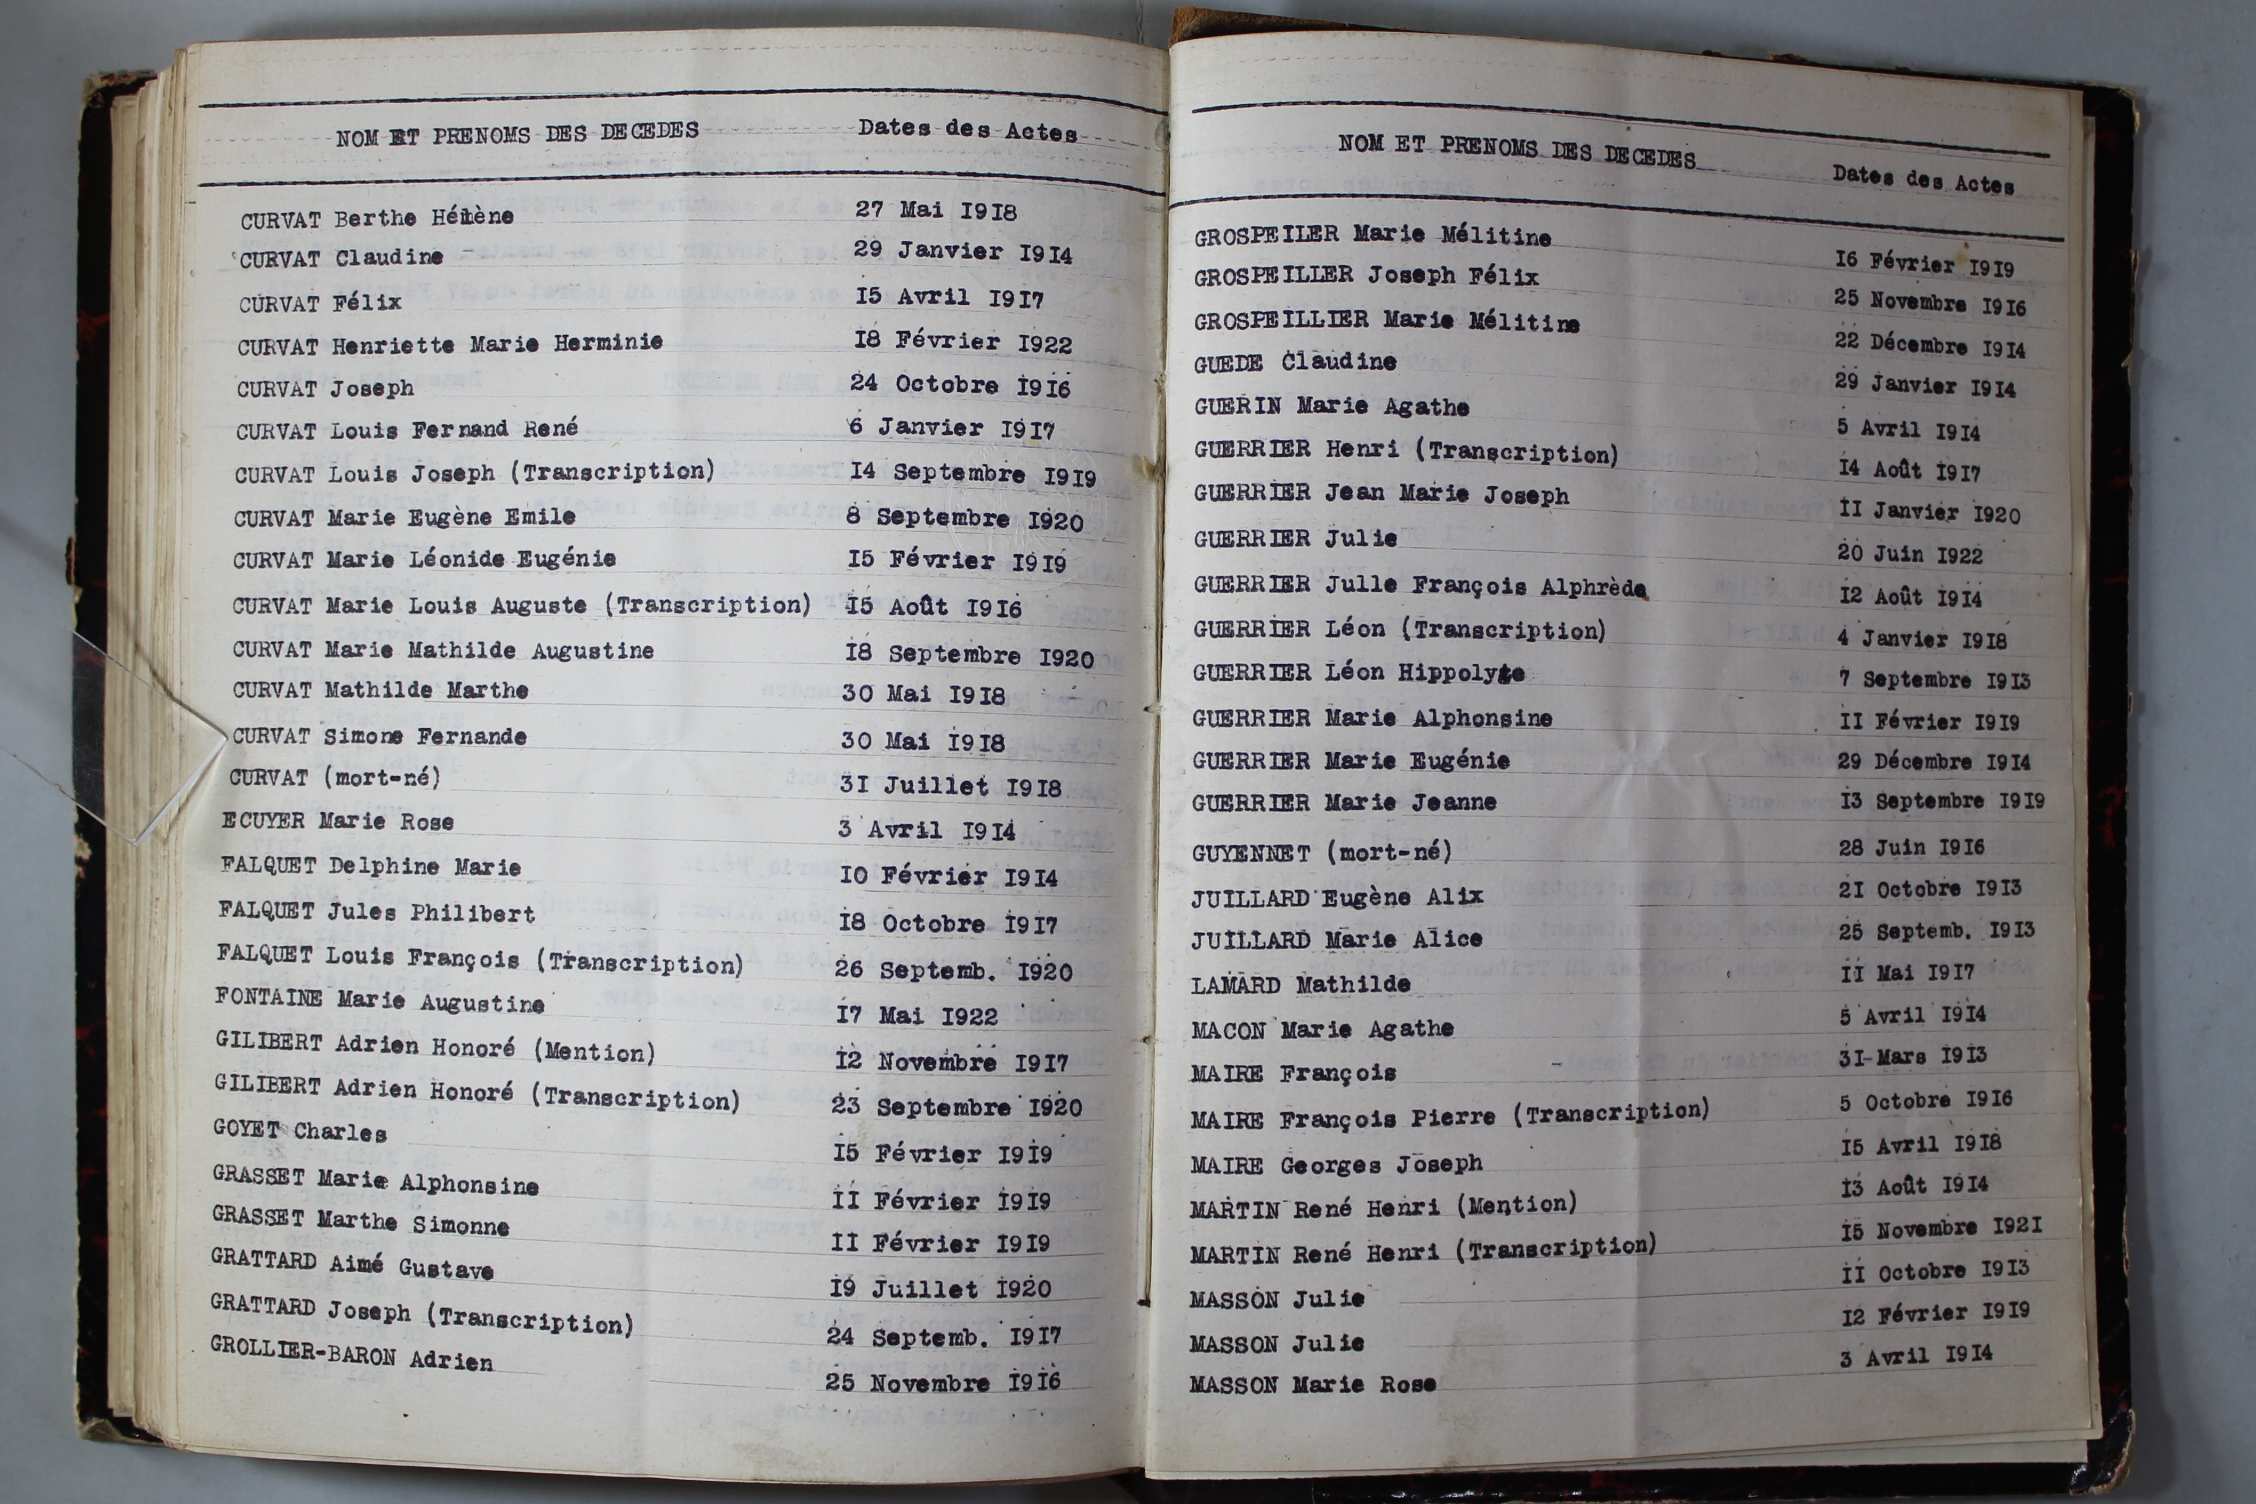 NOM ET PRENOMS DES DECEDES Dates des Actes
CURVAT Berthe Hélène 27 Mai 1918
CURVAT Claudine 29 Janvier 1914
CURVAT Félix 15 Avril 1917
CURVAT Henriette Marie Herminie 18 Février 1922
CURVAT Joseph 24 Octobre 1916
CURVAT Louis Fernand René 6 Janvier 1917
CURVAT Louis Joseph (Transcription) 14 Septembre 1919
CURVAT Marie Eugène Emile 8 Septembre 1920
CURVAT Marie Léonide Eugénie 15 Février 1919
CURVAT Marie Louis Auguste (Transcription) 15 Août 1916
CURVAT Marie Mathilde Augustine 18 Septembre 1920
CURVAT Mathilde Marthe 30 Mai 1918
CURVAT Simone Fernande 30 Mai 1918
CURVAT (mort-né) 31 Juillet 1918
ECUYER Marie Rose 3 Avril 1914
FALQUET Delphine Marie 10 Février 1914
FALQUET Jules Philibert 18 Octobre 1917
FALQUET Louis François (Transcription) 26 Septemb. 1920
FONTAINE Marie Augustine 17 Mai 1922
GILIBERT Adrien Honoré (Mention) 12 Novembre 1917
GILIBERT Adrien Honoré (Transcription) 23 Septembre 1920
GOYET Charles 15 Février 1919
GRASSET Marie Alphonsine 11 Février 1919
GRASSET Marthe Simonne 11 Février 1919
GRATTARD Aimé Gustave 19 Juillet 1920
GRATTARD Joseph (Transcription) 24 Septemb. 1917
GROLLIER-BARON Adrien 25 Novembre 1916
NOM ET PRENOMS DES DECEDES Dates des Actes
GROSPEILER Marie Mélitine 16 Février 1919
GROSPEILLER Joseph Félix 25 Novembre 1916
GROSPEILLIER Marie Mélitine 22 Décembre 1914
GUEDE Claudine 29 Janvier 1914
GUERIN Marie Agathe 5 Avril 1914
GUERRIER Henri (Transcription) 14 Août 1917
GUERRIER Jean Marie Joseph 11 Janvier 1920
GUERRIER Julie 20 Juin 1922
GUERRIER Julle François Alphrède 12 Août 1914
GUERRIER Léon (Transcription) 4 Janvier 1918
GUERRIER Léon Hippolyte 7 Septembre 1913
GUERRIER Marie Alphonsine 11 Février 1919
GUERRIER Marie Eugénie 29 Décembre 1914
GUERRIER Marie Jeanne 13 Septembre 1919
GUYENNET (mort-né) 28 Juin 1916
JUILLARD Eugène Alix 21 Octobre 1913
JUILLARD Marie Alice 25 Septemb. 1913
LAMARD Mathilde 11 Mai 1917
MACON Marie Agathe 5 Avril 1914
MAIRE François 31 Mars 1913
MAIRE François Pierre (Transcription) 5 Octobre 1916
MAIRE Georges Joseph 15 Avril 1918
MARTIN René Henri (Mention) 13 Août 1914
MARTIN René Henri (Transcription) 15 Novembre 1921
MASSON Julie 11 Octobre 1913
MASSON Julie 12 Février 1919
MASSON Marie Rose 3 Avril 1914